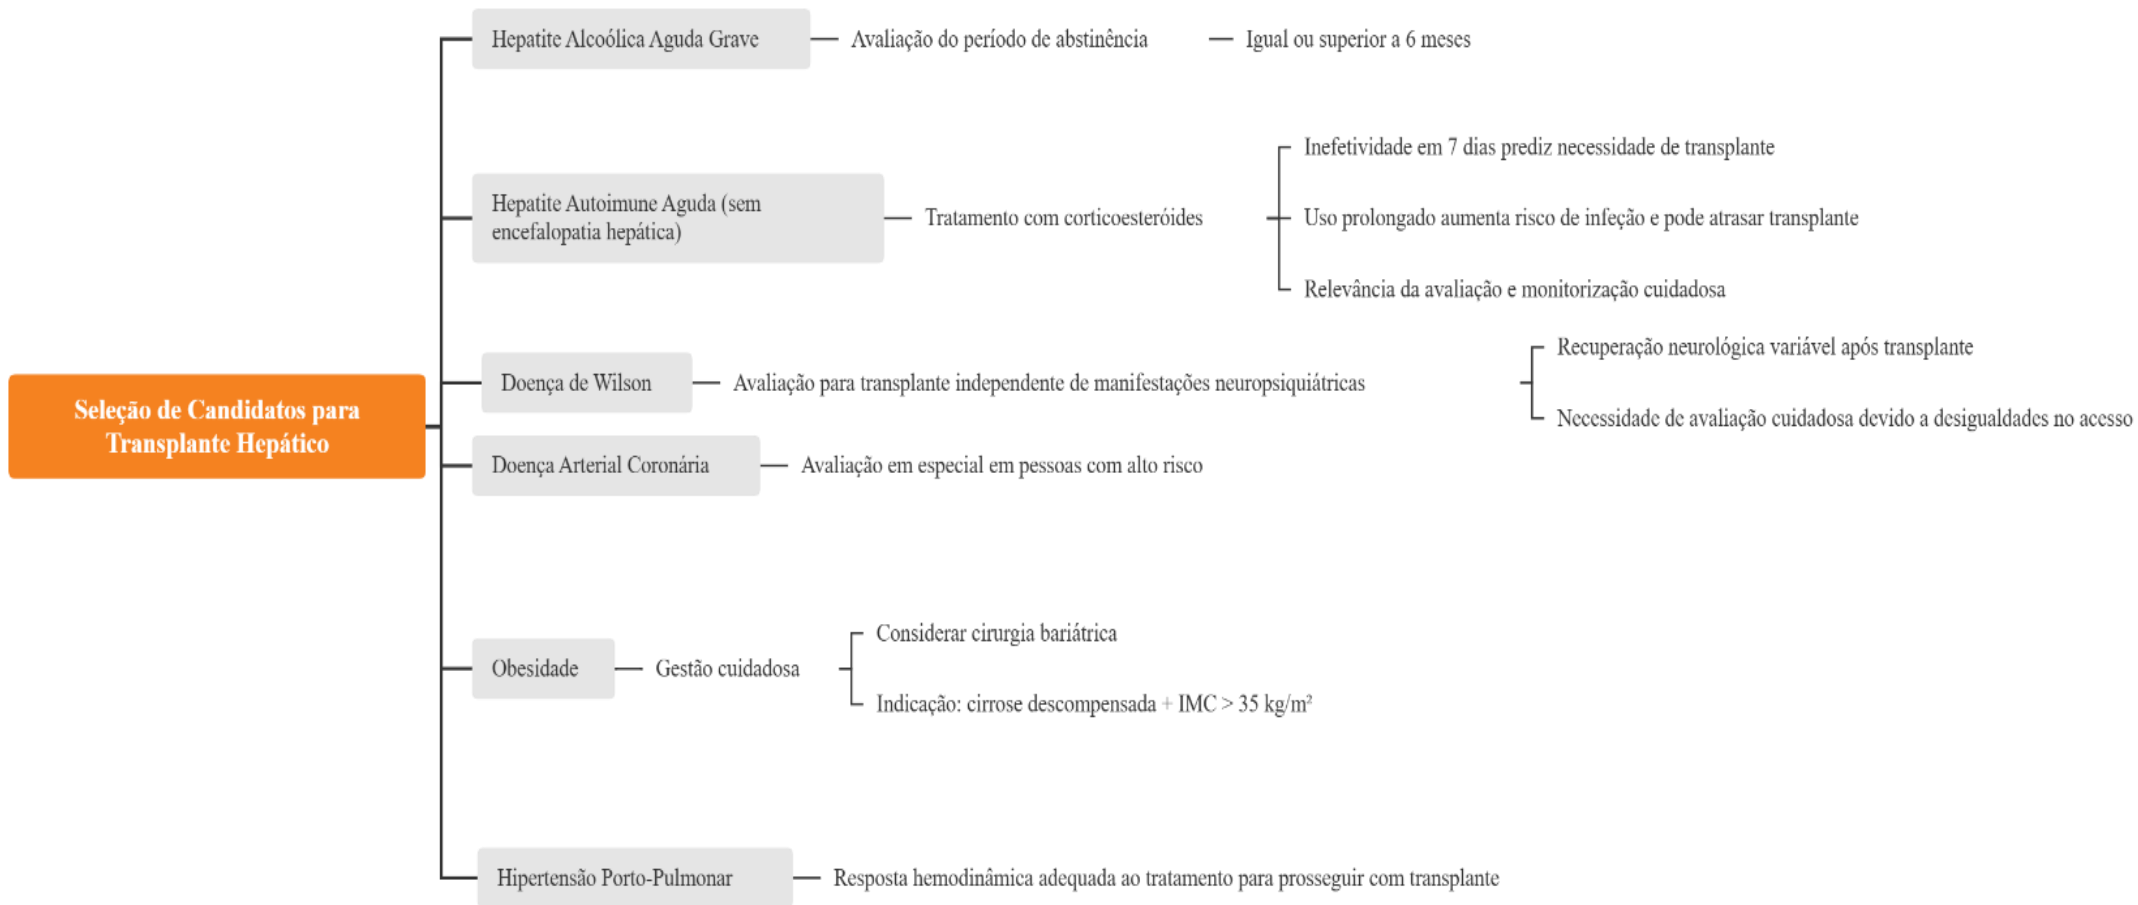 Seleção de Candidatos para
Transplante Hepático
Hepatite Alcoólica Aguda Grave
Avaliação do período de abstinência
Igual ou superior a 6 meses
Hepatite Autoimune Aguda (sem
encefalopatia hepática)
Tratamento com corticoesteróides
Inefetividade em 7 dias prediz necessidade de transplante
Uso prolongado aumenta risco de infeção e pode atrasar transplante
Relevância da avaliação e monitorização cuidadosa
Doença de Wilson
Avaliação para transplante independente de manifestações neuropsiquiátricas
Recuperação neurológica variável após transplante
Necessidade de avaliação cuidadosa devido a desigualdades no acesso
Doença Arterial Coronária
Avaliação em especial em pessoas com alto risco
Obesidade
Gestão cuidadosa
Considerar cirurgia bariátrica
Indicação: cirrose descompensada + IMC > 35 kg/m²
Hipertensão Porto-Pulmonar
Resposta hemodinâmica adequada ao tratamento para prosseguir com transplante